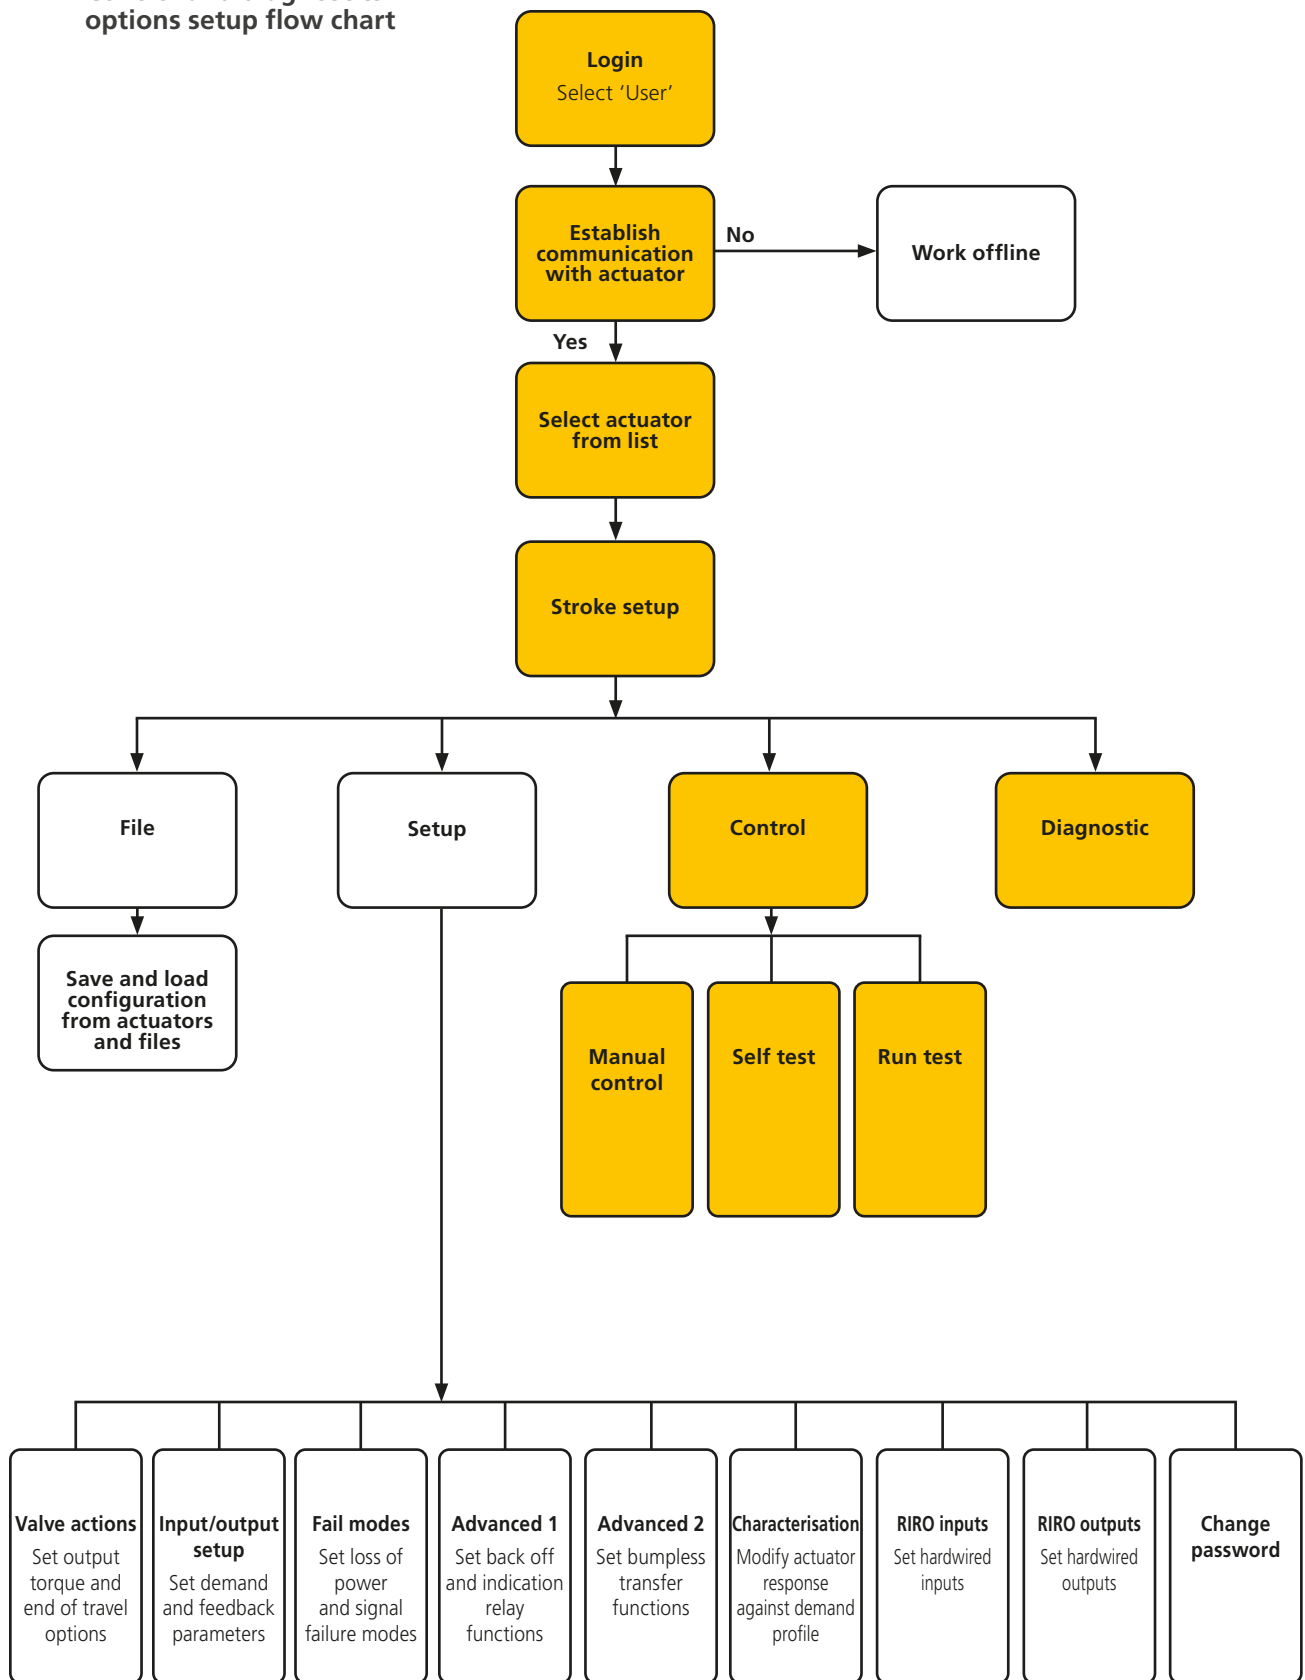 options setup flow chart
Login
Select ‘User’
Establish
communication
with actuator
No
Work offline
Yes
Select actuator
from list
Stroke setup
File
Setup
Control
Diagnostic
Save and load
configuration
from actuators
and files
Manual
control
Self test
Run test
Valve actions
Set output
torque and
end of travel
options
Input/output
setup
Set demand
and feedback
parameters
Fail modes
Set loss of
power
and signal
failure modes
Advanced 1
Set back off
and indication
relay
functions
Advanced 2
Set bumpless
transfer
functions
Characterisation
Modify actuator
response
against demand
profile
RIRO inputs
Set hardwired
inputs
RIRO outputs
Set hardwired
outputs
Change
password